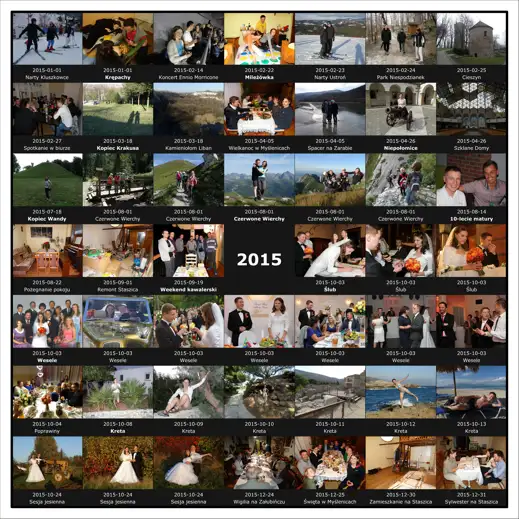 2015-01-01 2015-01-01 2015-02-14 2015-02-22 2015-02-23 2015-02-24 2015-02-25
Narty Kluszkowce Krępachy Koncert Ennio Morricone Miłoszówka Narty Ustroń Park Niespodzianek Cieszyn
2015-02-27 2015-03-18 2015-03-18 2015-04-05 2015-04-05 2015-04-26 2015-04-26
Spotkanie w biurze Kopiec Krakusa Kamieniołom Liban Wielkanoc w Myślenicach Spacer na Zarabie Niepołomice Szklane Domy
2015-07-18 2015-08-01 2015-08-01 2015-08-01 2015-08-01 2015-08-01 2015-08-14
Kopiec Wandy Czerwone Wierchy Czerwone Wierchy Czerwone Wierchy Czerwone Wierchy Czerwone Wierchy 10-lecie matury
2015
2015-08-22 2015-09-01 2015-09-19 2015-10-03 2015-10-03 2015-10-03
Pożegnanie pokoju Remont Staszica Weekend kawalerski Ślub Ślub Ślub
2015-10-03 2015-10-03 2015-10-03 2015-10-03 2015-10-03 2015-10-03 2015-10-03
Wesele Wesele Wesele Wesele Wesele Wesele Wesele
2015-10-04 2015-10-08 2015-10-09 2015-10-10 2015-10-11 2015-10-12 2015-10-13
Poprawiny Kreta Kreta Kreta Kreta Kreta Kreta
2015-10-24 2015-10-24 2015-10-24 2015-12-24 2015-12-25 2015-12-30 2015-12-31
Sesja jesienna Sesja jesienna Sesja jesienna Wigilia w Załubińczu Święta w Myślenicach Zamieszkanie na Staszica Sylwester na Staszica